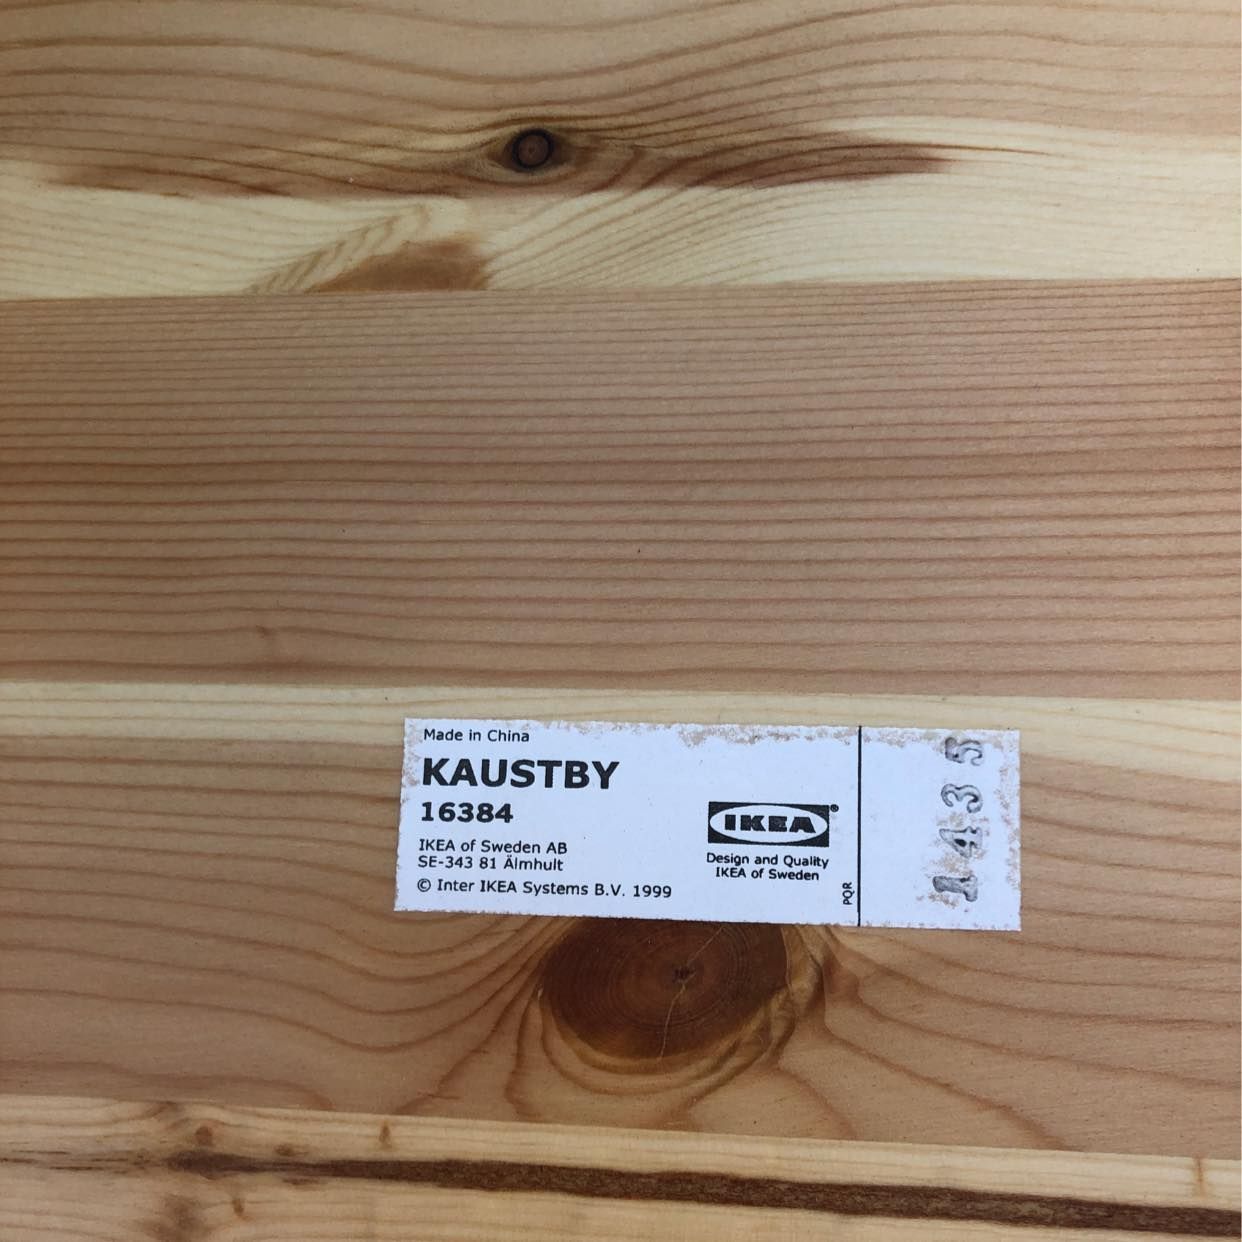 Made in China
KAUSTBY
16384
IKEA of Sweden AB
SE-343 81 Älmhult
© Inter IKEA Systems B.V. 1999
IKEA®
Design and Quality
IKEA of Sweden
PQR
1435